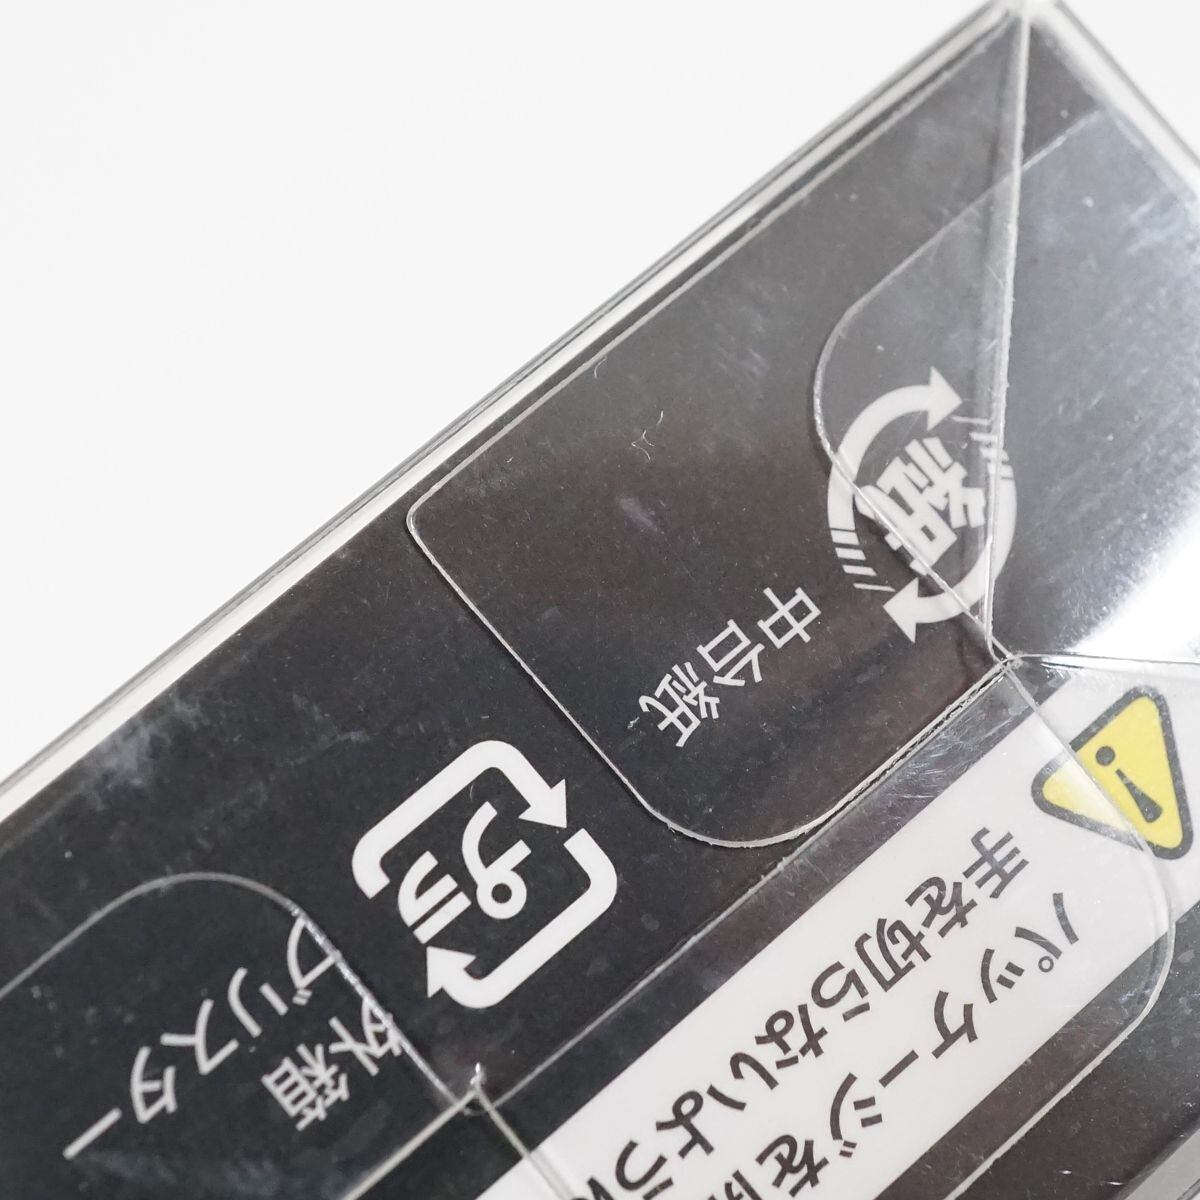 紙
中台紙
プラ
外箱
ブリスター
パッケージを開
手を切らないよう